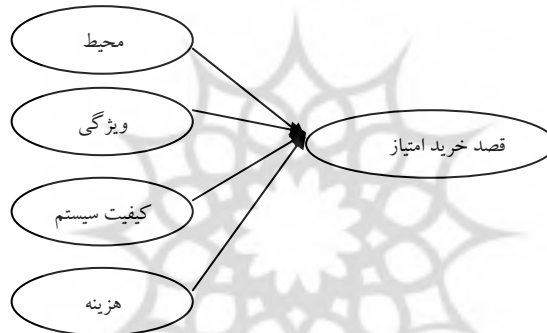 محیط
ویژگی
قصد خرید امتیاز
کیفیت سیستم
هزینه